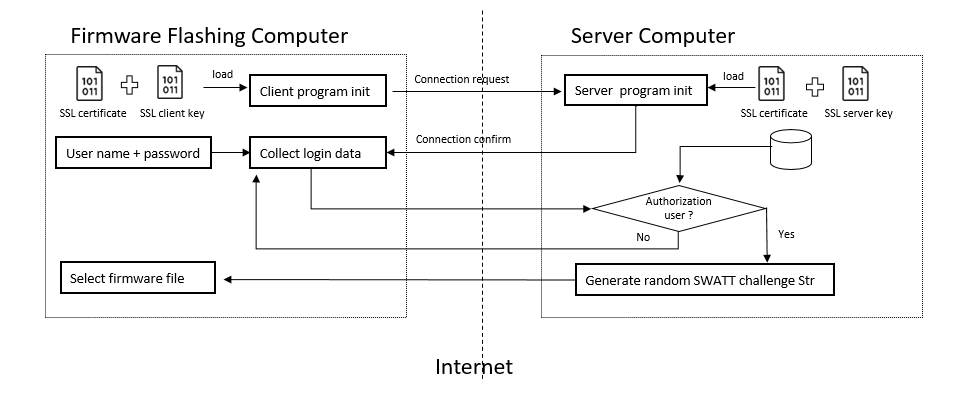 Firmware Flashing Computer
Server Computer
101
011
101
011
load
Client program init
Connection request
Server  program init
load
101
011
101
011
SSL certificate
SSL client key
SSL certificate
SSL server key
User name + password
Collect login data
Connection confirm
Authorization
user ?
No
Yes
Select firmware file
Generate random SWATT challenge Str
Internet